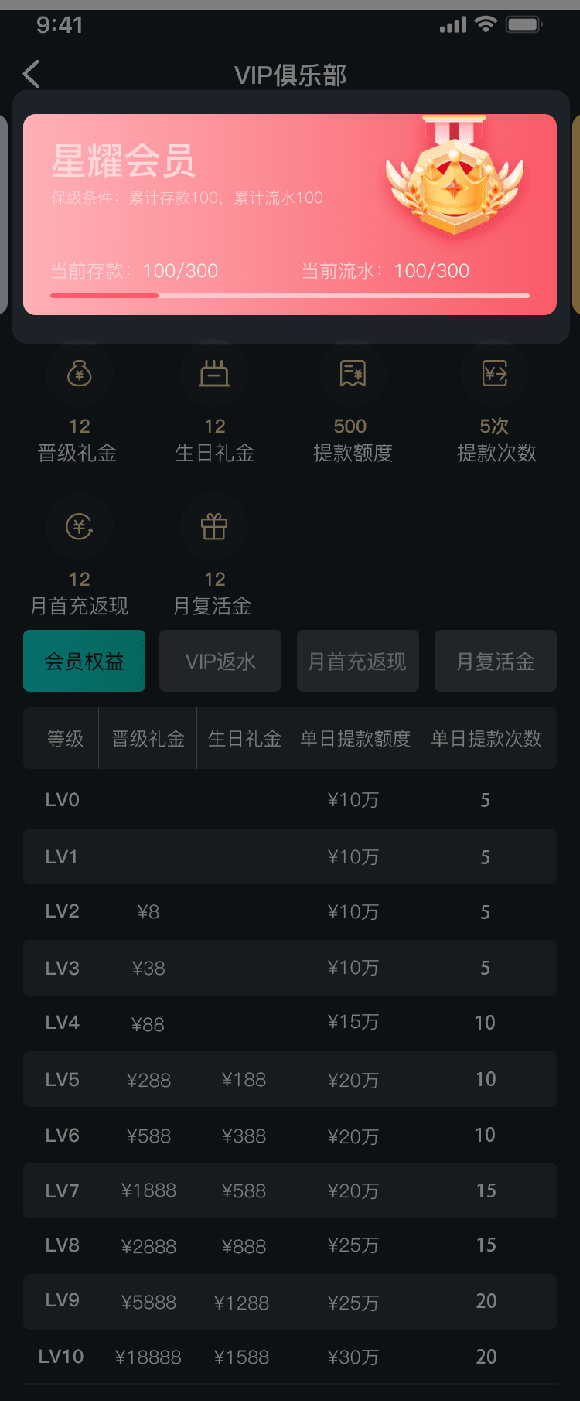 9:41
VIP俱乐部
星耀会员
保级条件：累计存款100，累计流水100
当前存款：100/300 当前流水：100/300
12 12 500 5次
晋级礼金 生日礼金 提款额度 提款次数
12 12
月首充返现 月复活金
会员权益 VIP返水 月首充返现 月复活金
等级 晋级礼金 生日礼金 单日提款额度 单日提款次数
LV0 ¥10万 5
LV1 ¥10万 5
LV2 ¥8 ¥10万 5
LV3 ¥38 ¥10万 5
LV4 ¥88 ¥15万 10
LV5 ¥288 ¥188 ¥20万 10
LV6 ¥588 ¥388 ¥20万 10
LV7 ¥1888 ¥588 ¥20万 15
LV8 ¥2888 ¥888 ¥25万 15
LV9 ¥5888 ¥1288 ¥25万 20
LV10 ¥18888 ¥1588 ¥30万 20